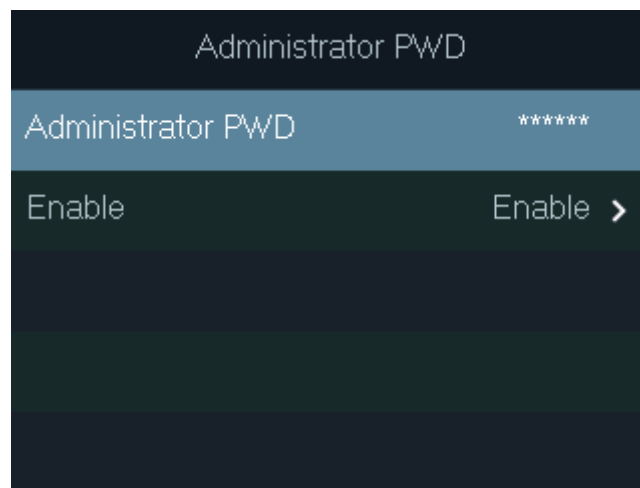 Administrator PWD
Administrator PWD ******
Enable Enable >